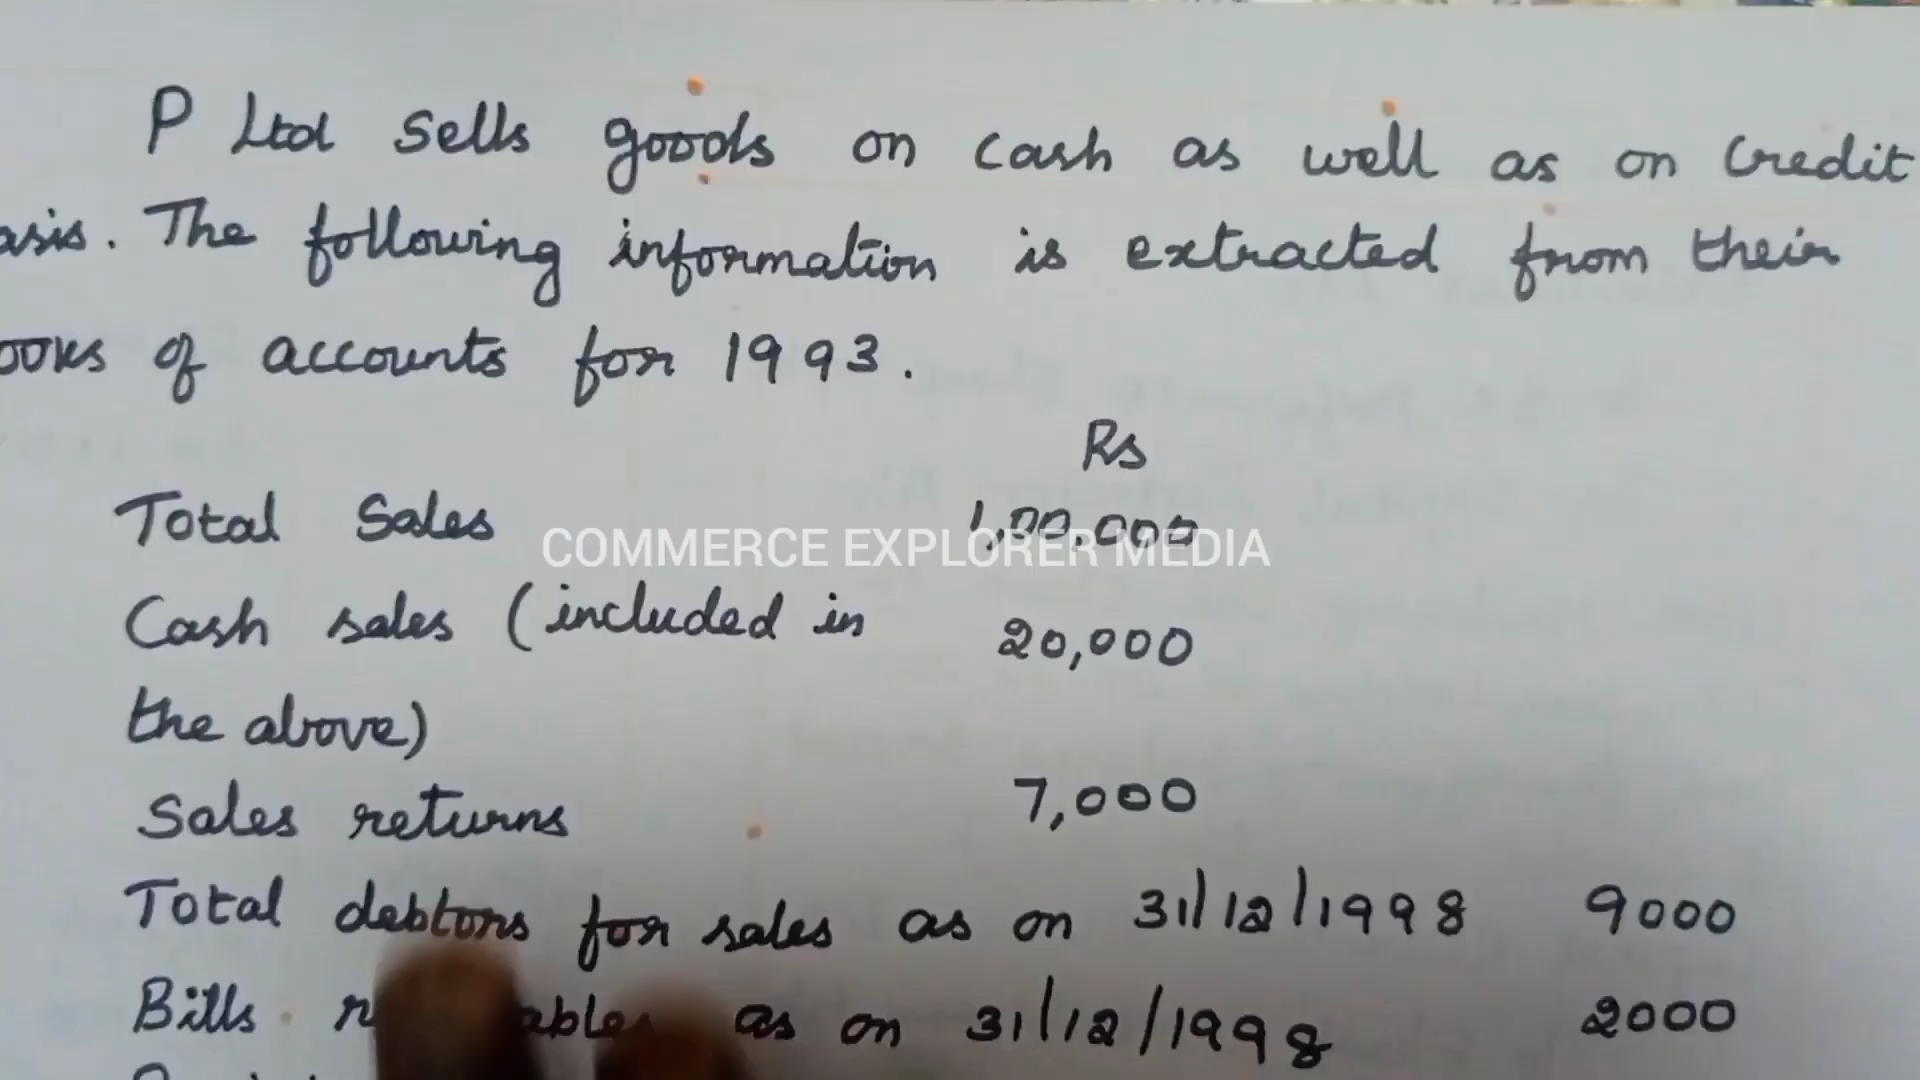 P Ltd sells goods on cash as well as on Credit
asis. The following information is extracted from their
ooks of accounts for 1993.
Rs
Total Sales 1,00,000
COMMERCE EXPLORER MEDIA
Cash sales (included in 20,000
the above)
Sales returns 7,000
Total debtors for sales as on 31/12/1998 9000
Bills as on 31/12/1998 2000